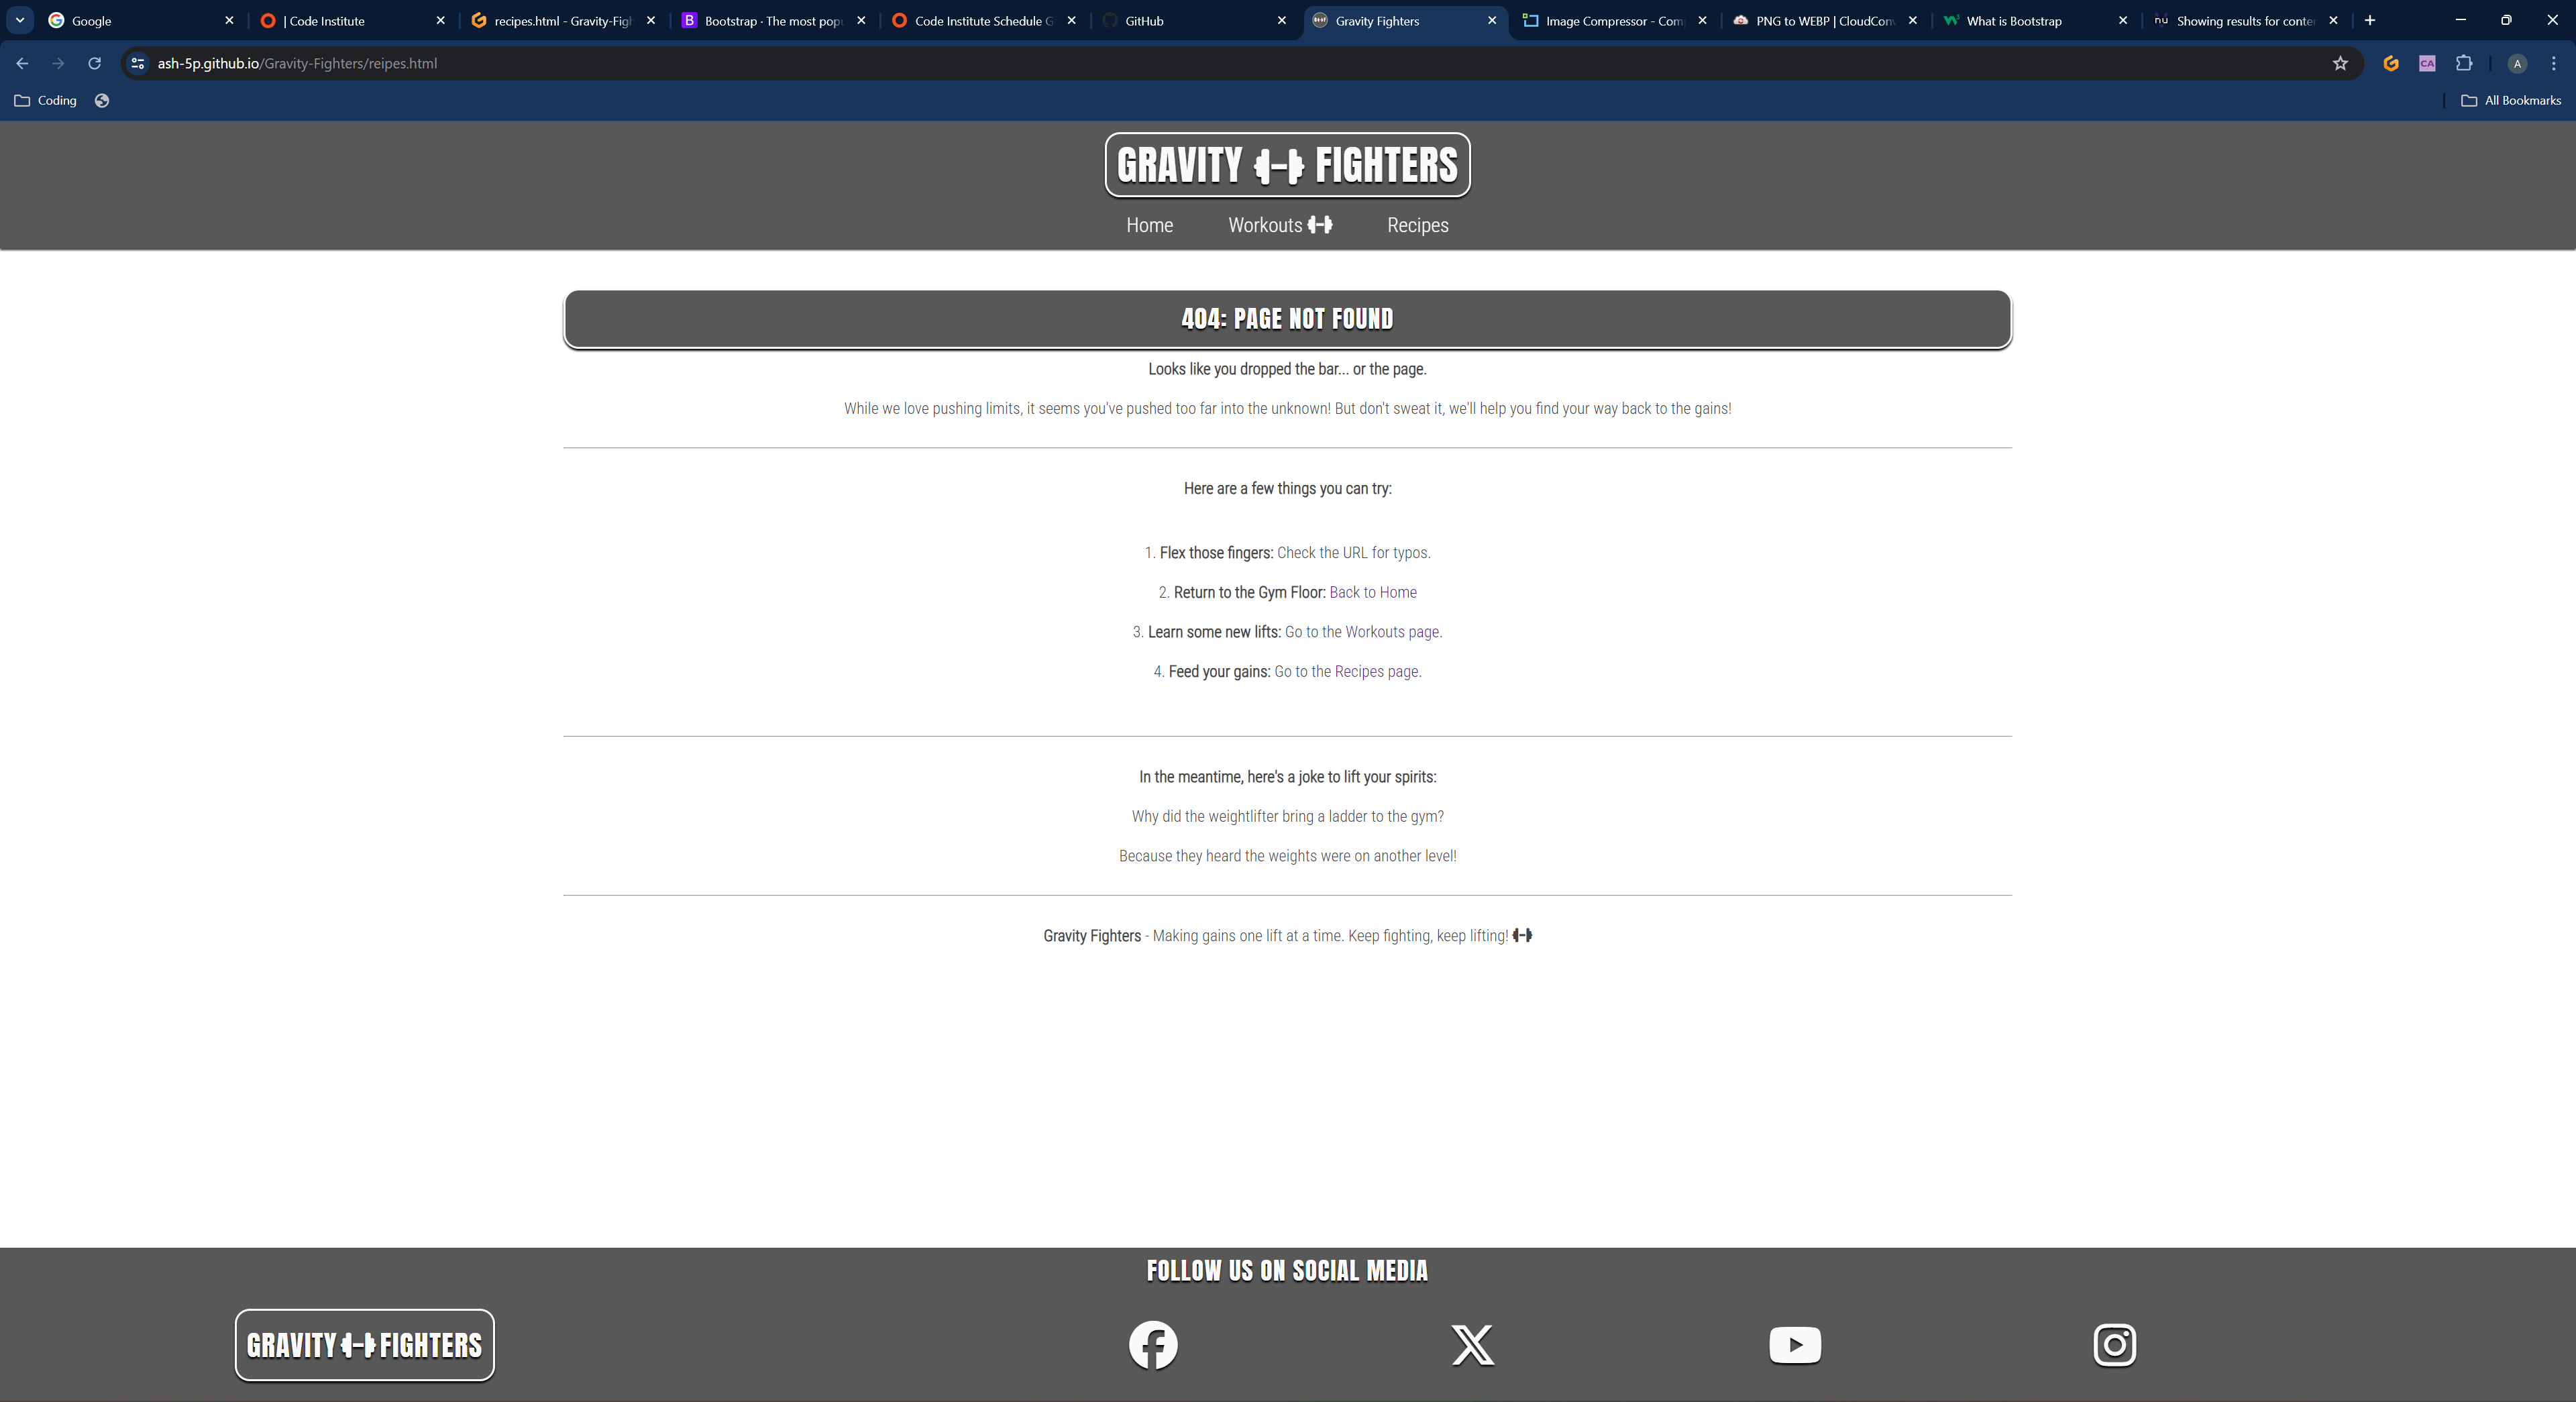 Google
| Code Institute
recipes.html - Gravity-Figh
Bootstrap · The most popu
Code Institute Schedule G
GitHub
Gravity Fighters
Image Compressor - Com
PNG to WEBP | CloudConv
What is Bootstrap
nu
Showing results for conten
ash-5p.github.io/Gravity-Fighters/reipes.html
CA
A
Coding
All Bookmarks
GRAVITY FIGHTERS
Home
Workouts
Recipes
404: PAGE NOT FOUND
Looks like you dropped the bar... or the page.
While we love pushing limits, it seems you've pushed too far into the unknown! But don't sweat it, we'll help you find your way back to the gains!
Here are a few things you can try:
1. Flex those fingers: Check the URL for typos.
2. Return to the Gym Floor: Back to Home
3. Learn some new lifts: Go to the Workouts page.
4. Feed your gains: Go to the Recipes page.
In the meantime, here's a joke to lift your spirits:
Why did the weightlifter bring a ladder to the gym?
Because they heard the weights were on another level!
Gravity Fighters - Making gains one lift at a time. Keep fighting, keep lifting!
FOLLOW US ON SOCIAL MEDIA
GRAVITY FIGHTERS